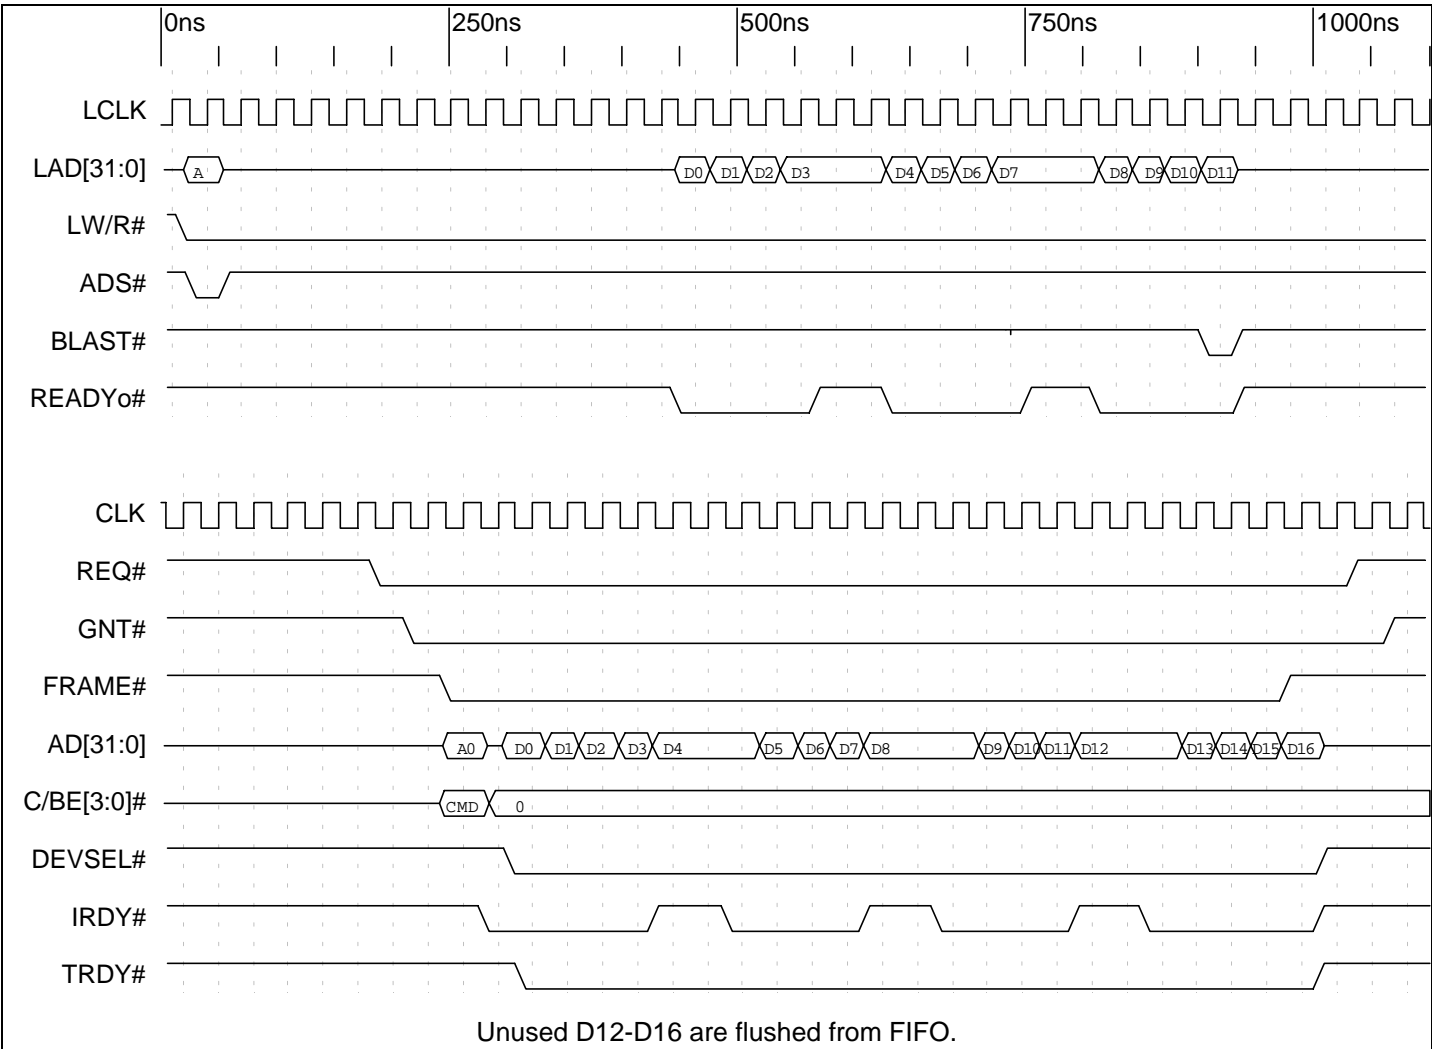 0ns 250ns 500ns 750ns 1000ns
LCLK
LAD[31:0] A D0 D1 D2 D3 D4 D5 D6 D7 D8 D9 D10 D11
LW/R#
ADS#
BLAST#
READYo#
CLK
REQ#
GNT#
FRAME#
AD[31:0] A0 D0 D1 D2 D3 D4 D5 D6 D7 D8 D9 D10 D11 D12 D13 D14 D15 D16
C/BE[3:0]# CMD 0
DEVSEL#
IRDY#
TRDY#
Unused D12-D16 are flushed from FIFO.